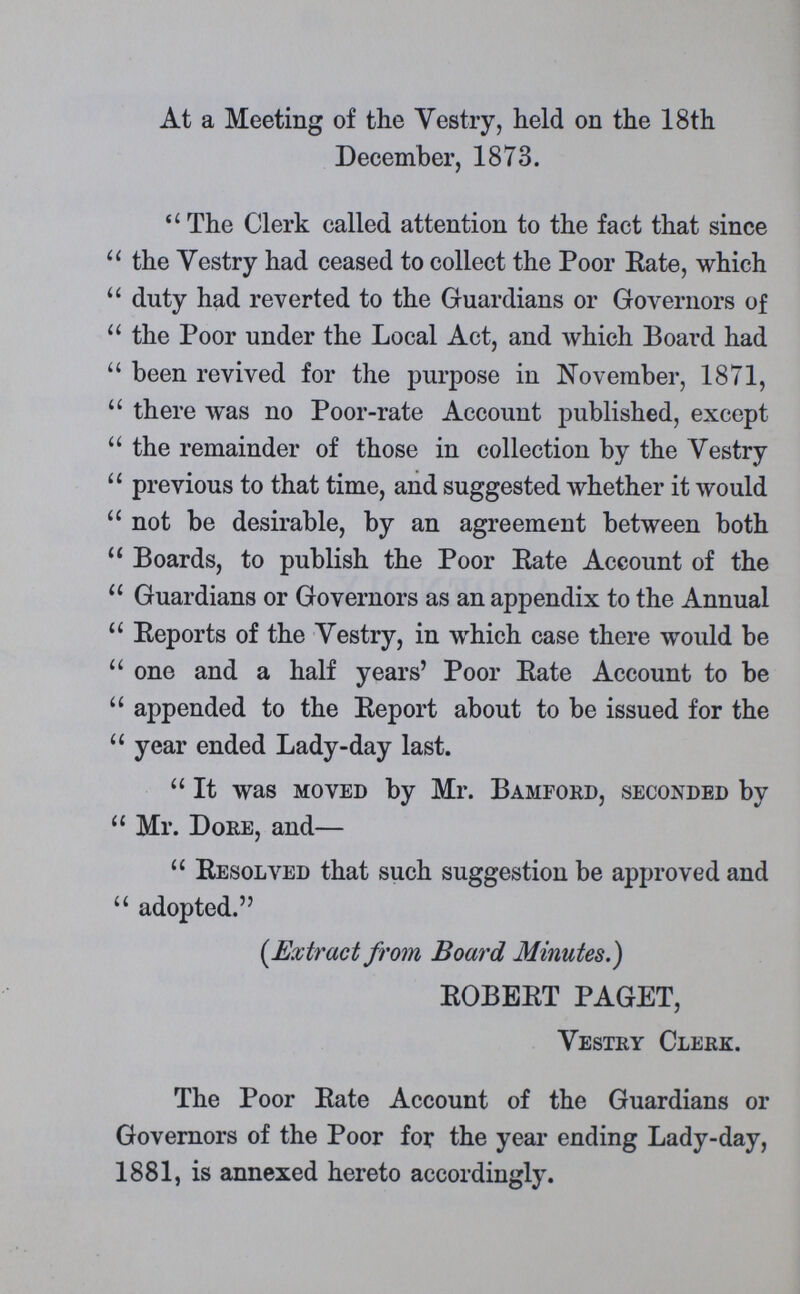 At a Meeting of the Vestry, held on the 18th
December, 1873.
“ The Clerk called attention to the fact that since
“ the Vestry had ceased to collect the Poor Rate, which
“ duty had reverted to the Guardians or Governors of
“ the Poor under the Local Act, and which Board had
“ been revived for the purpose in November, 1871,
“ there was no Poor-rate Account published, except
“ the remainder of those in collection by the Vestry
“ previous to that time, and suggested whether it would
“ not be desirable, by an agreement between both
“ Boards, to publish the Poor Rate Account of the
“ Guardians or Governors as an appendix to the Annual
“ Reports of the Vestry, in which case there would be
“ one and a half years’ Poor Rate Account to be
“ appended to the Report about to be issued for the
“ year ended Lady-day last.
“ It was MOVED by Mr. BAMFORD, SECONDED by
“ Mr. DORE, and—
“ RESOLVED that such suggestion be approved and
“ adopted.”
(Extract from Board Minutes.)
ROBERT PAGET,
VESTRY CLERK.
The Poor Rate Account of the Guardians or
Governors of the Poor for the year ending Lady-day,
1881, is annexed hereto accordingly.